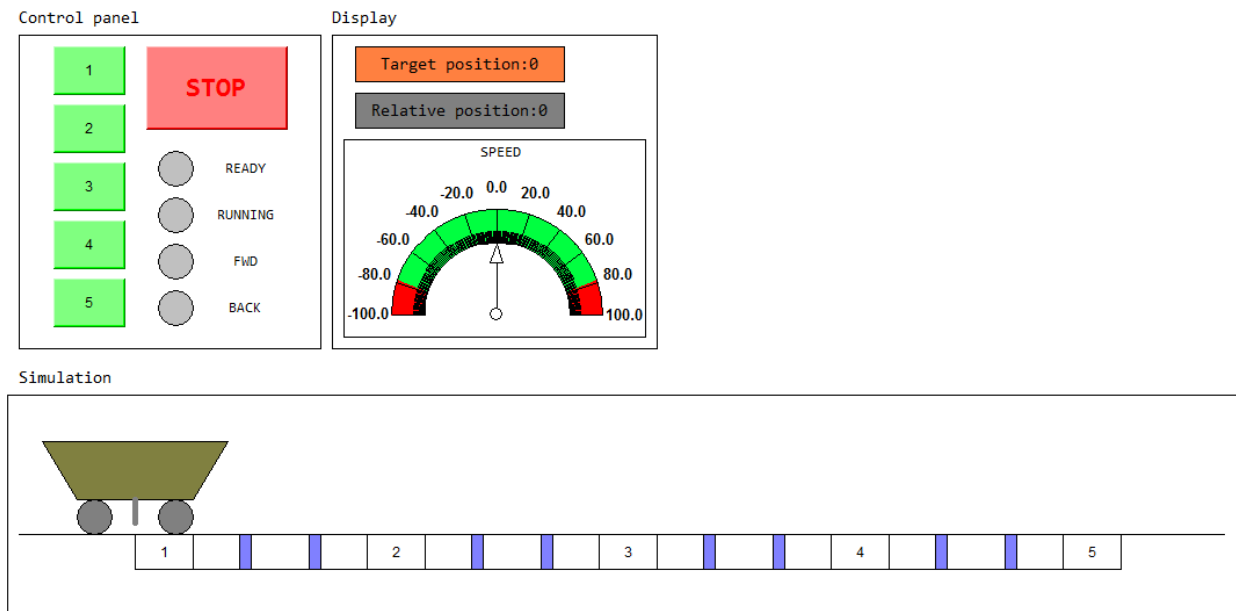 Control panel
1
2
3
4
5
STOP
READY
RUNNING
FWD
BACK
Display
Target position:0
Relative position:0
SPEED
-100.0
-80.0
-60.0
-40.0
-20.0
0.0
20.0
40.0
60.0
80.0
100.0
Simulation
1 2 3 4 5